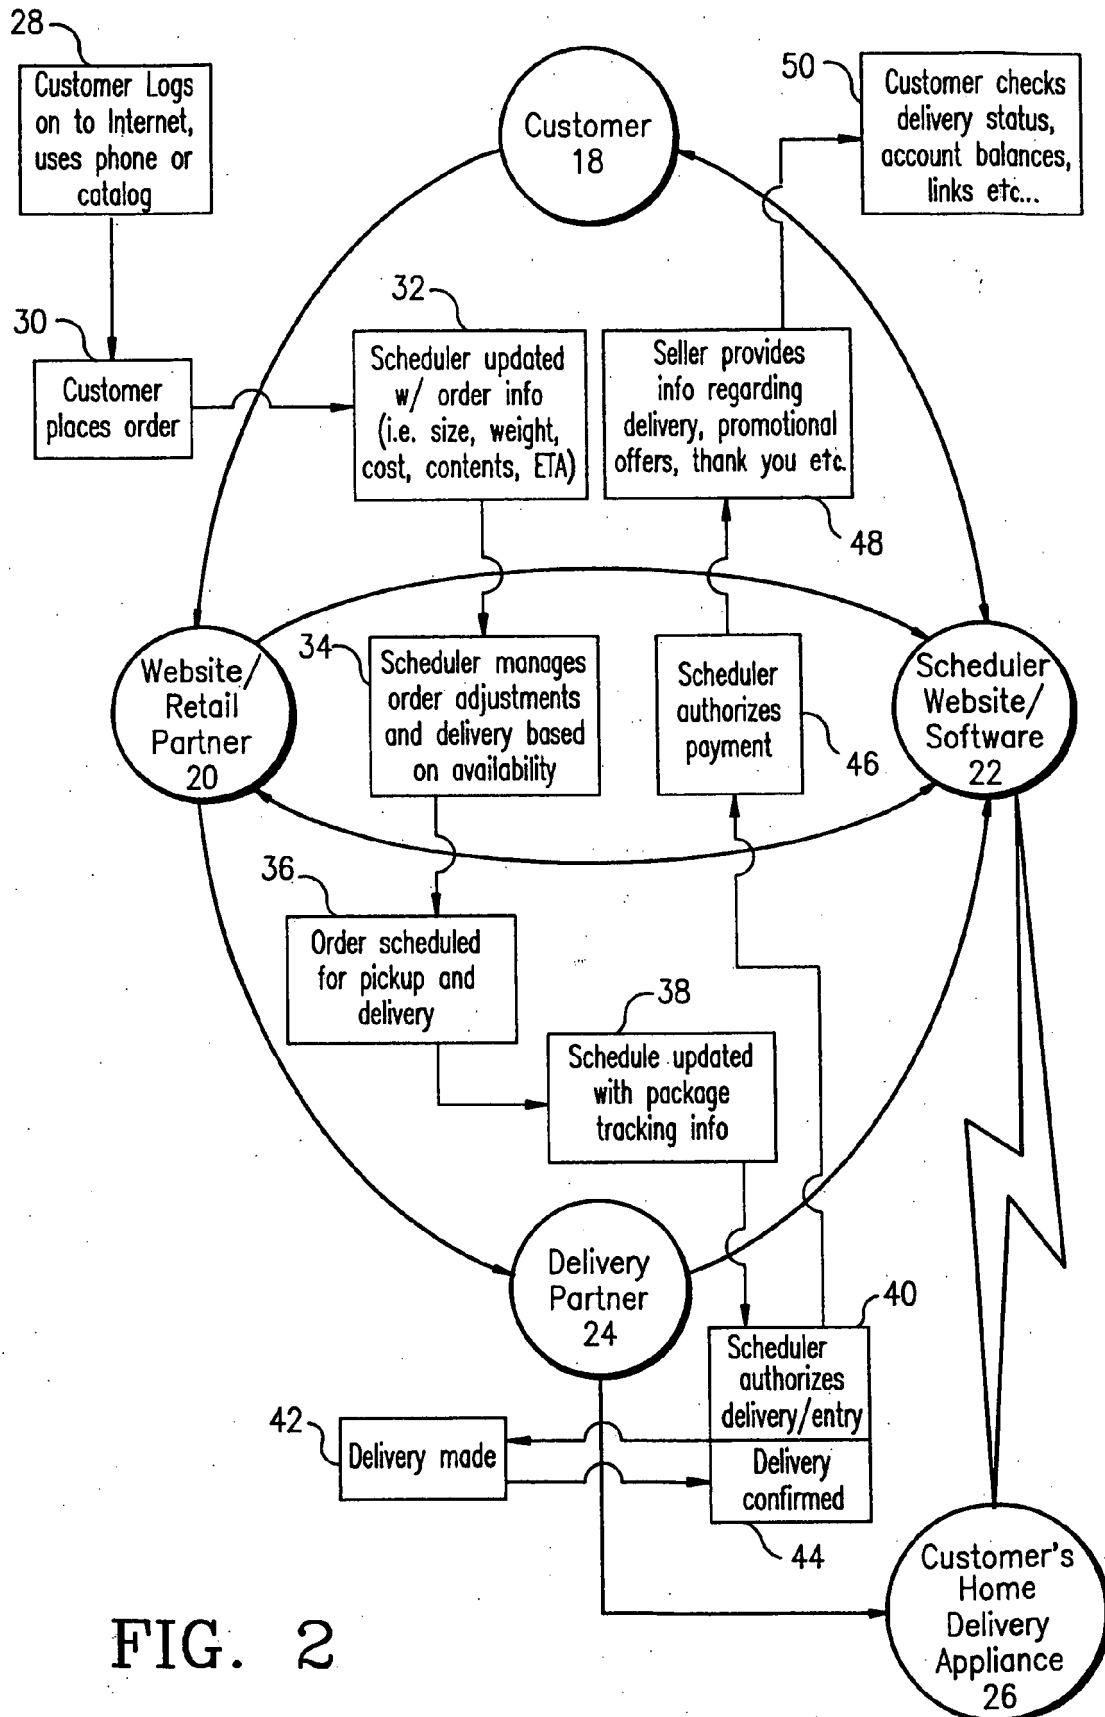 28
Customer Logs
on to Internet,
uses phone or
catalog
Customer
18
50
Customer checks
delivery status,
account balances,
links etc...
30
Customer
places order
32
Scheduler updated
w/ order info
(i.e. size, weight,
cost, contents, ETA)
Seller provides
info regarding
delivery, promotional
offers, thank you etc.
48
Website/
Retail
Partner
20
34
Scheduler manages
order adjustments
and delivery based
on availability
Scheduler
authorizes
payment
46
Scheduler
Website/
Software
22
36
Order scheduled
for pickup and
delivery
38
Schedule updated
with package
tracking info
Delivery
Partner
24
40
Scheduler
authorizes
delivery/entry
42
Delivery made
Delivery
confirmed
44
Customer's
Home
Delivery
Appliance
26
FIG. 2